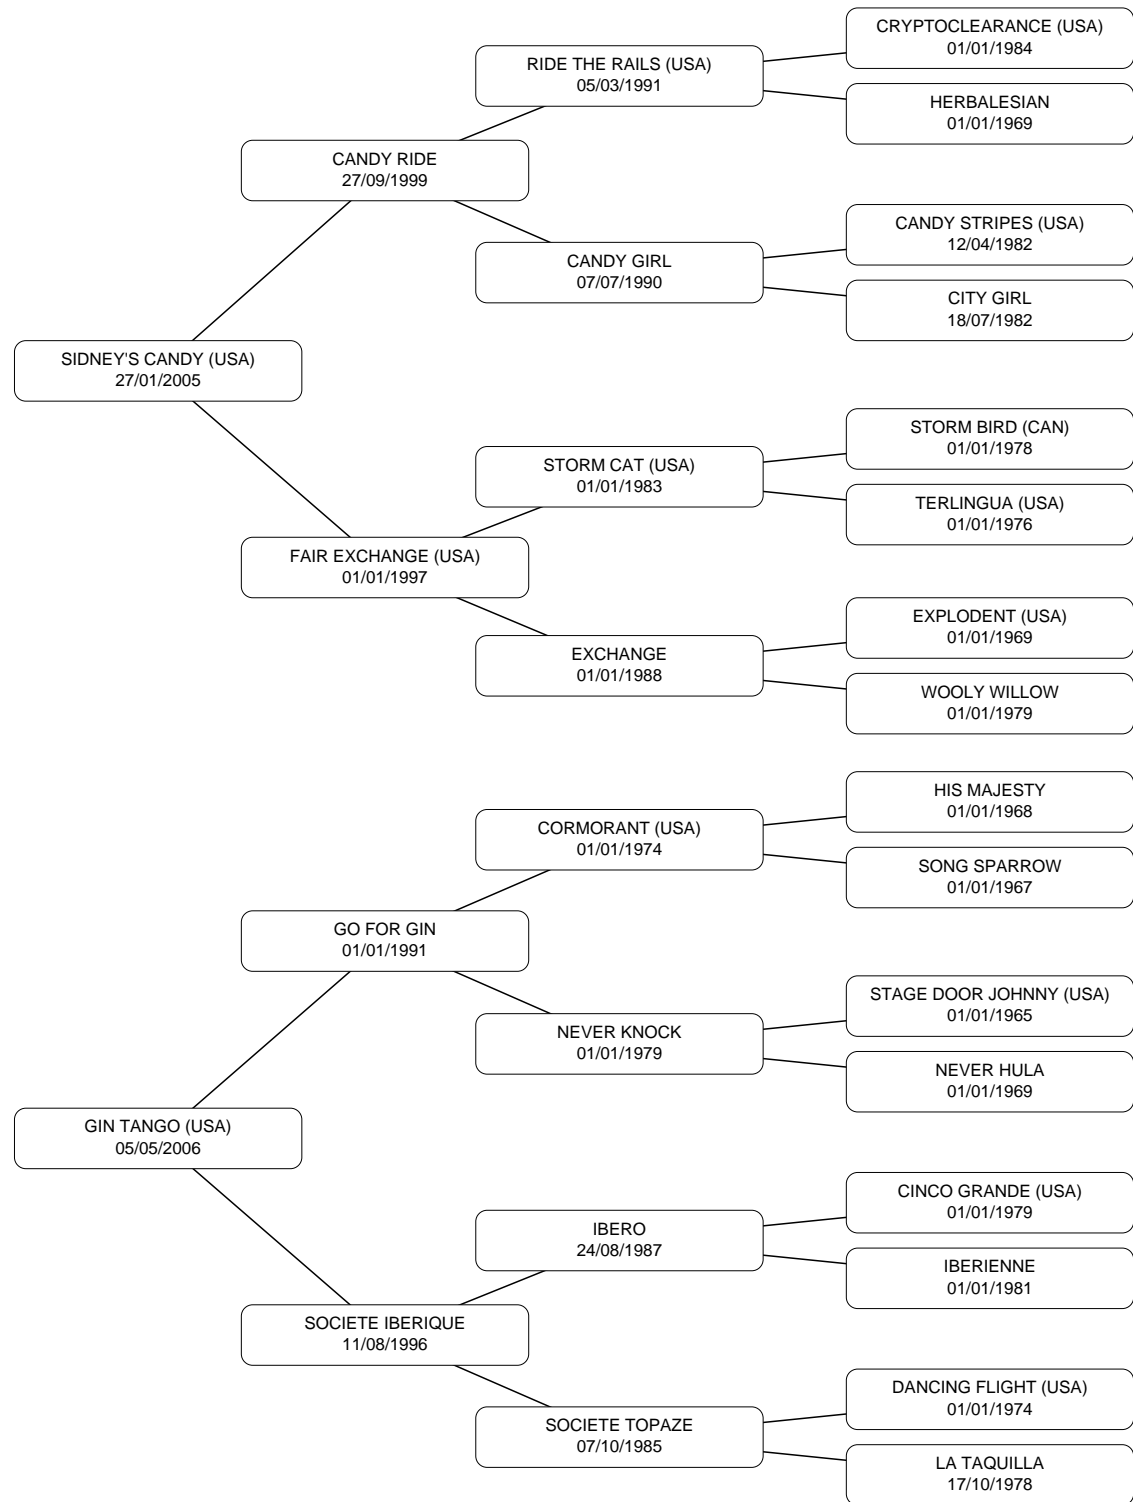 CRYPTOCLEARANCE (USA)
01/01/1984
RIDE THE RAILS (USA)
05/03/1991
HERBALESIAN
01/01/1969
CANDY RIDE
27/09/1999
CANDY STRIPES (USA)
12/04/1982
CANDY GIRL
07/07/1990
CITY GIRL
18/07/1982
SIDNEY'S CANDY (USA)
27/01/2005
STORM BIRD (CAN)
01/01/1978
STORM CAT (USA)
01/01/1983
TERLINGUA (USA)
01/01/1976
FAIR EXCHANGE (USA)
01/01/1997
EXPLODENT (USA)
01/01/1969
EXCHANGE
01/01/1988
WOOLY WILLOW
01/01/1979
HIS MAJESTY
01/01/1968
CORMORANT (USA)
01/01/1974
SONG SPARROW
01/01/1967
GO FOR GIN
01/01/1991
STAGE DOOR JOHNNY (USA)
01/01/1965
NEVER KNOCK
01/01/1979
NEVER HULA
01/01/1969
GIN TANGO (USA)
05/05/2006
CINCO GRANDE (USA)
01/01/1979
IBERO
24/08/1987
IBERIENNE
01/01/1981
SOCIETE IBERIQUE
11/08/1996
DANCING FLIGHT (USA)
01/01/1974
SOCIETE TOPAZE
07/10/1985
LA TAQUILLA
17/10/1978